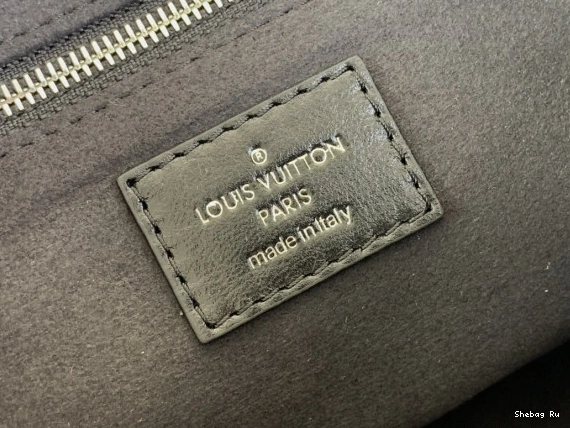 ®
LOUIS VUITTON
PARIS
made in Italy
Shebag Ru